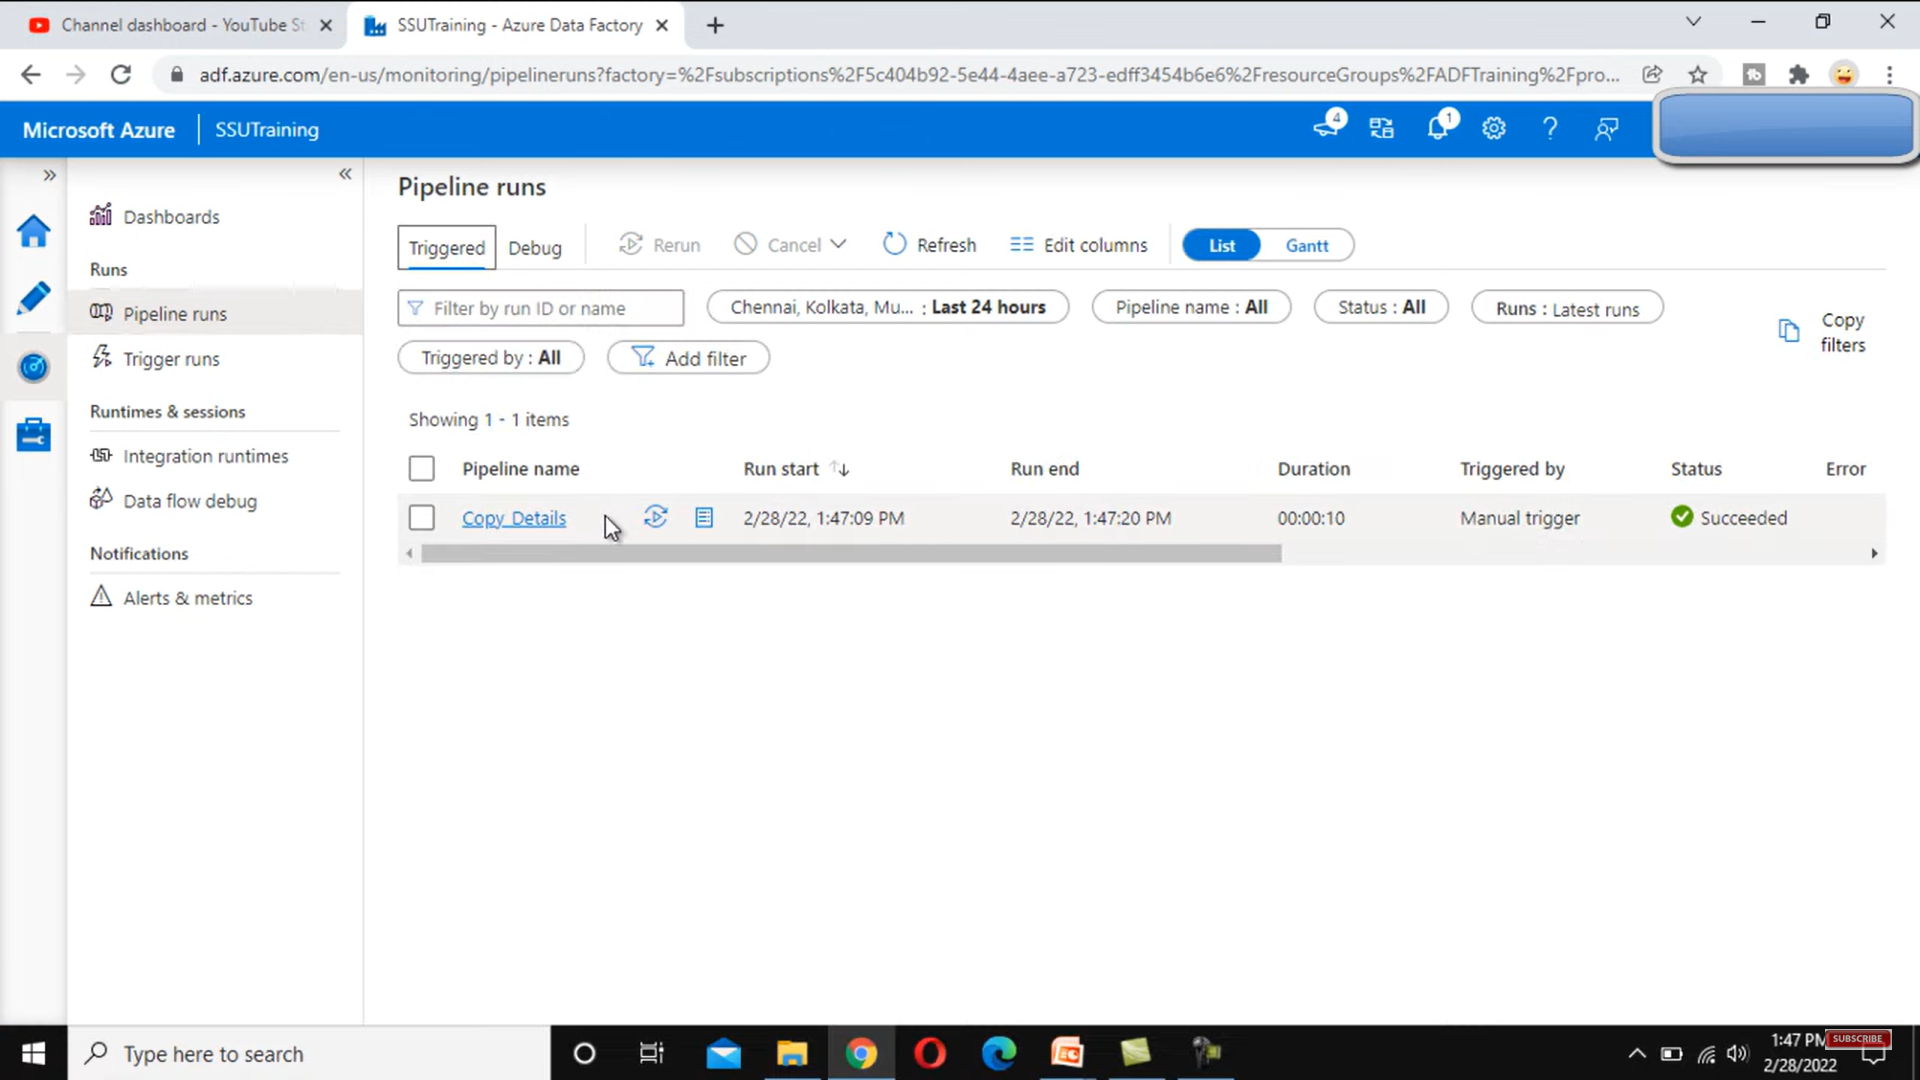 Channel dashboard - YouTube St
SSUTraining - Azure Data Factory
adf.azure.com/en-us/monitoring/pipelineruns?factory=%2Fsubscriptions%2F5c404b92-5e44-4aee-a723-edff3454b6e6%2FresourceGroups%2FADFTraining%2Fpro...
Microsoft Azure
SSUTraining
4
1
Dashboards
Runs
Pipeline runs
Trigger runs
Runtimes & sessions
Integration runtimes
Data flow debug
Notifications
Alerts & metrics
Pipeline runs
Triggered Debug Rerun Cancel Refresh Edit columns List Gantt
Filter by run ID or name Chennai, Kolkata, Mu... : Last 24 hours Pipeline name : All Status : All Runs : Latest runs
Copy
filters
Triggered by : All Add filter
Showing 1 - 1 items
Pipeline name Run start Run end Duration Triggered by Status Error
Copy_Details 2/28/22, 1:47:09 PM 2/28/22, 1:47:20 PM 00:00:10 Manual trigger Succeeded
Type here to search
1:47 PM
2/28/2022
SUBSCRIBE